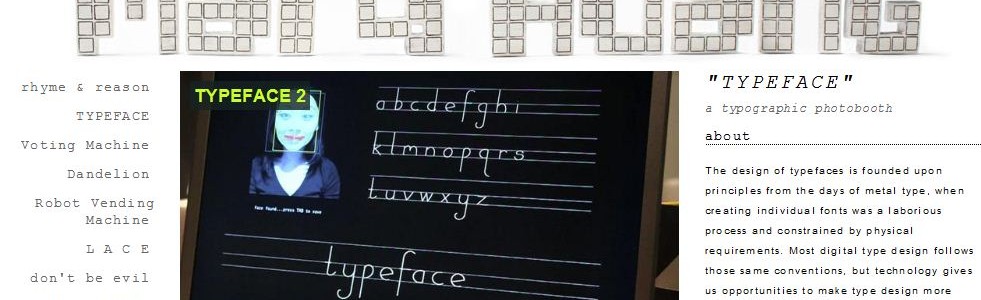 rhyme & reason
TYPEFACE
Voting Machine
Dandelion
Robot Vending
Machine
L A C E
don't be evil
TYPEFACE 2
a b c d e f g h i
k l m n o p q r s
t u v w x y z
Face found...press TAB to save
typeface
"TYPEFACE"
a typographic photobooth
about
The design of typefaces is founded upon
principles from the days of metal type, when
creating individual fonts was a laborious
process and constrained by physical
requirements. Most digital type design follows
those same conventions, but technology gives
us opportunities to make type design more